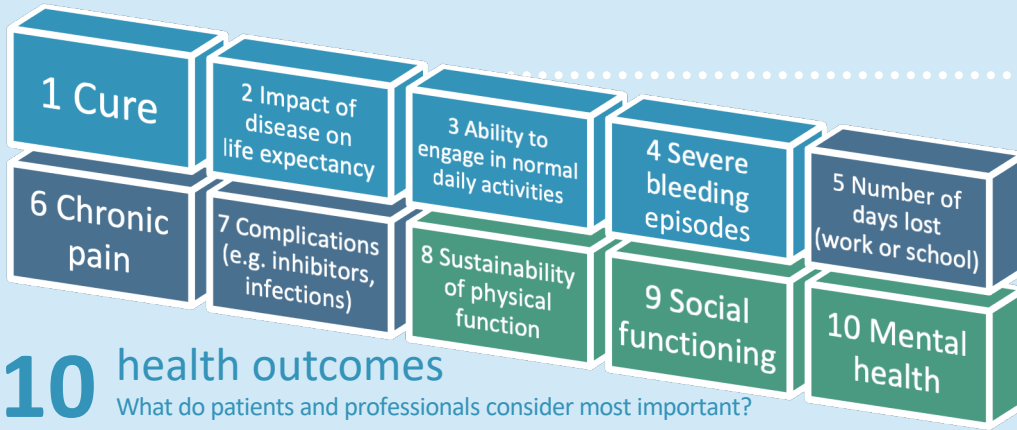 1 Cure
2 Impact of
disease on
life expectancy
3 Ability to
engage in normal
daily activities
4 Severe
bleeding
episodes
5 Number of
days lost
(work or school)
6 Chronic
pain
7 Complications
(e.g. inhibitors,
infections)
8 Sustainability
of physical
function
9 Social
functioning
10 Mental
health
10 health outcomes
What do patients and professionals consider most important?